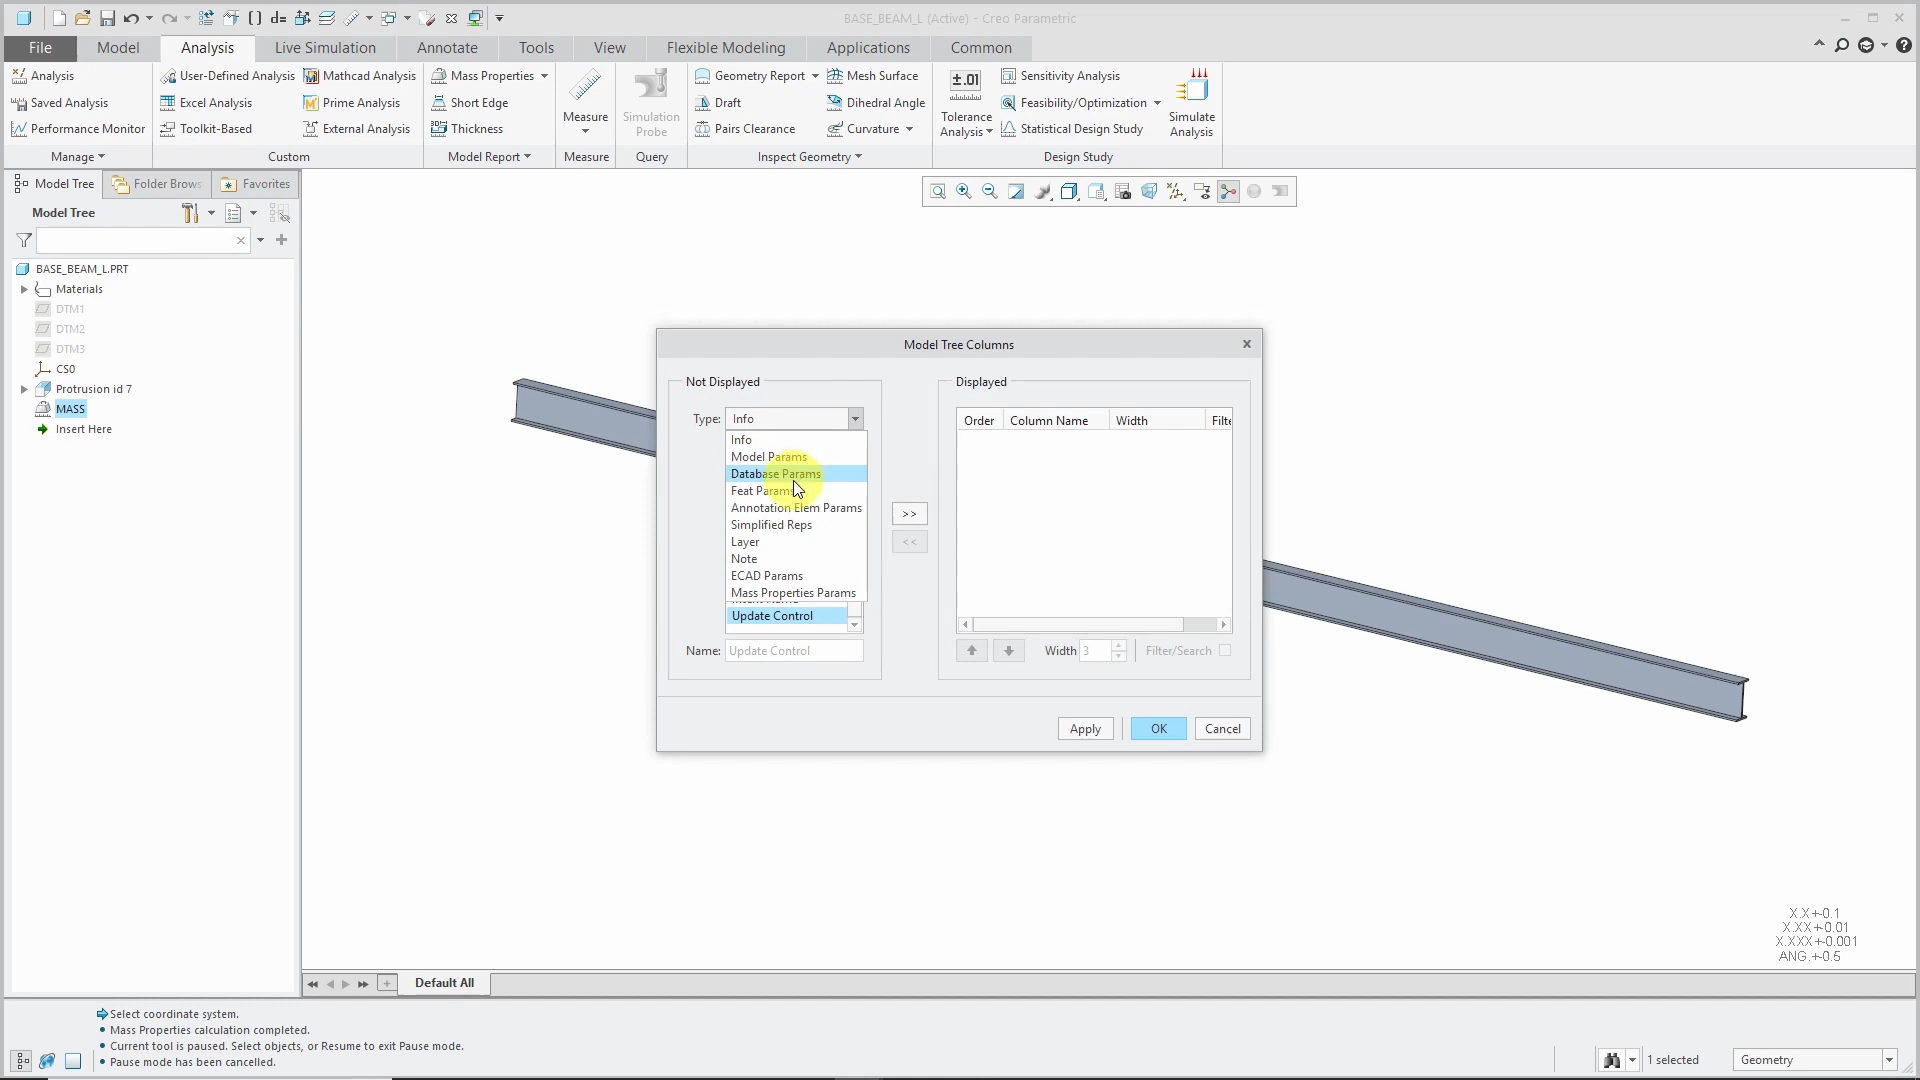 BASE_BEAM_L (Active) - Creo Parametric
File Model Analysis Live Simulation Annotate Tools View Flexible Modeling Applications Common
Analysis
Saved Analysis
Performance Monitor
Manage
User-Defined Analysis
Excel Analysis
Toolkit-Based
Mathcad Analysis
Prime Analysis
External Analysis
Custom
Mass Properties
Short Edge
Thickness
Model Report
Measure
Measure
Simulation
Probe
Query
Geometry Report
Draft
Pairs Clearance
Mesh Surface
Dihedral Angle
Curvature
Inspect Geometry
±.01
Tolerance
Analysis
Sensitivity Analysis
Feasibility/Optimization
Statistical Design Study
Simulate
Analysis
Design Study
Model Tree
Folder Brows
Favorites
Model Tree
BASE_BEAM_L.PRT
Materials
DTM1
DTM2
DTM3
CS0
Protrusion id 7
MASS
Insert Here
Model Tree Columns
Not Displayed
Type: Info
Info
Model Params
Database Params
Feat Params
Annotation Elem Params
Simplified Reps
Layer
Note
ECAD Params
Mass Properties Params
Update Control
Name: Update Control
>>
<<
Displayed
Order Column Name Width Filte
Width 3 Filter/Search
Apply OK Cancel
X.X+-0.1
X.XX+-0.01
X.XXX+-0.001
ANG.+-0.5
Default All
Select coordinate system.
• Mass Properties calculation completed.
• Current tool is paused. Select objects, or Resume to exit Pause mode.
• Pause mode has been cancelled.
1 selected
Geometry